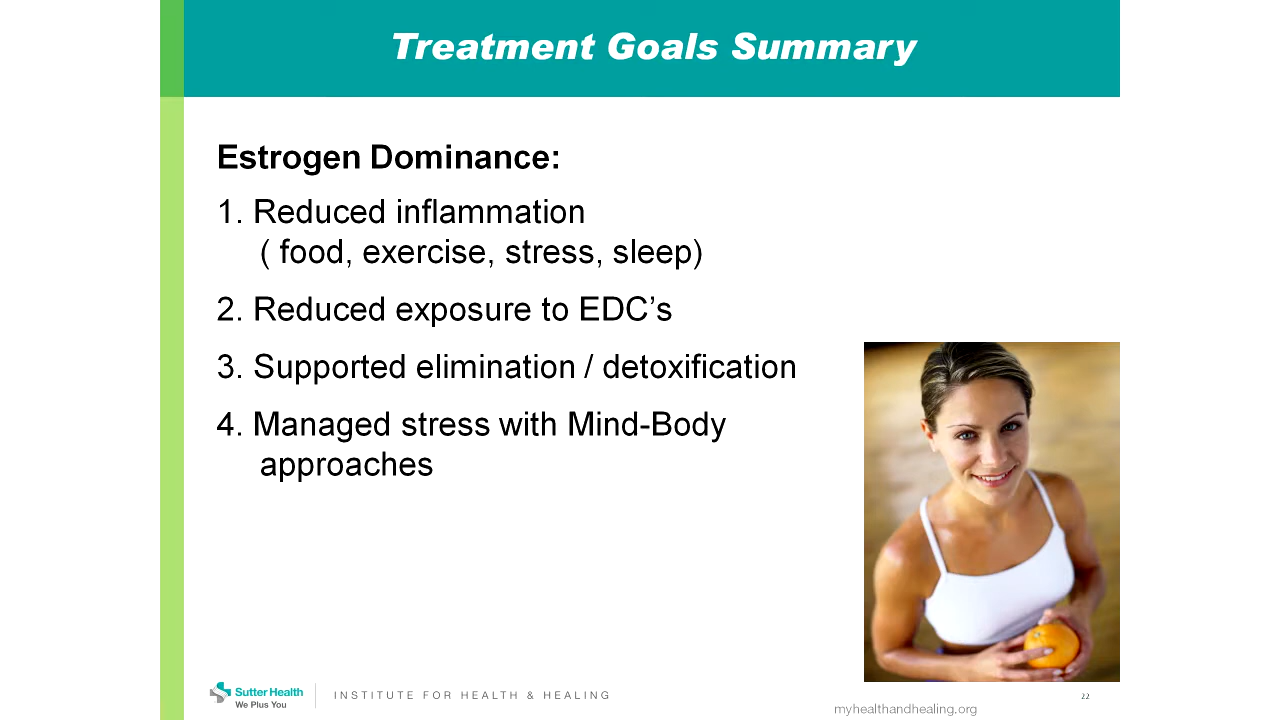 Treatment Goals Summary
Estrogen Dominance:
1. Reduced inflammation
( food, exercise, stress, sleep)
2. Reduced exposure to EDC’s
3. Supported elimination / detoxification
4. Managed stress with Mind-Body
approaches
Sutter Health
We Plus You
INSTITUTE FOR HEALTH & HEALING
22
myhealthandhealing.org